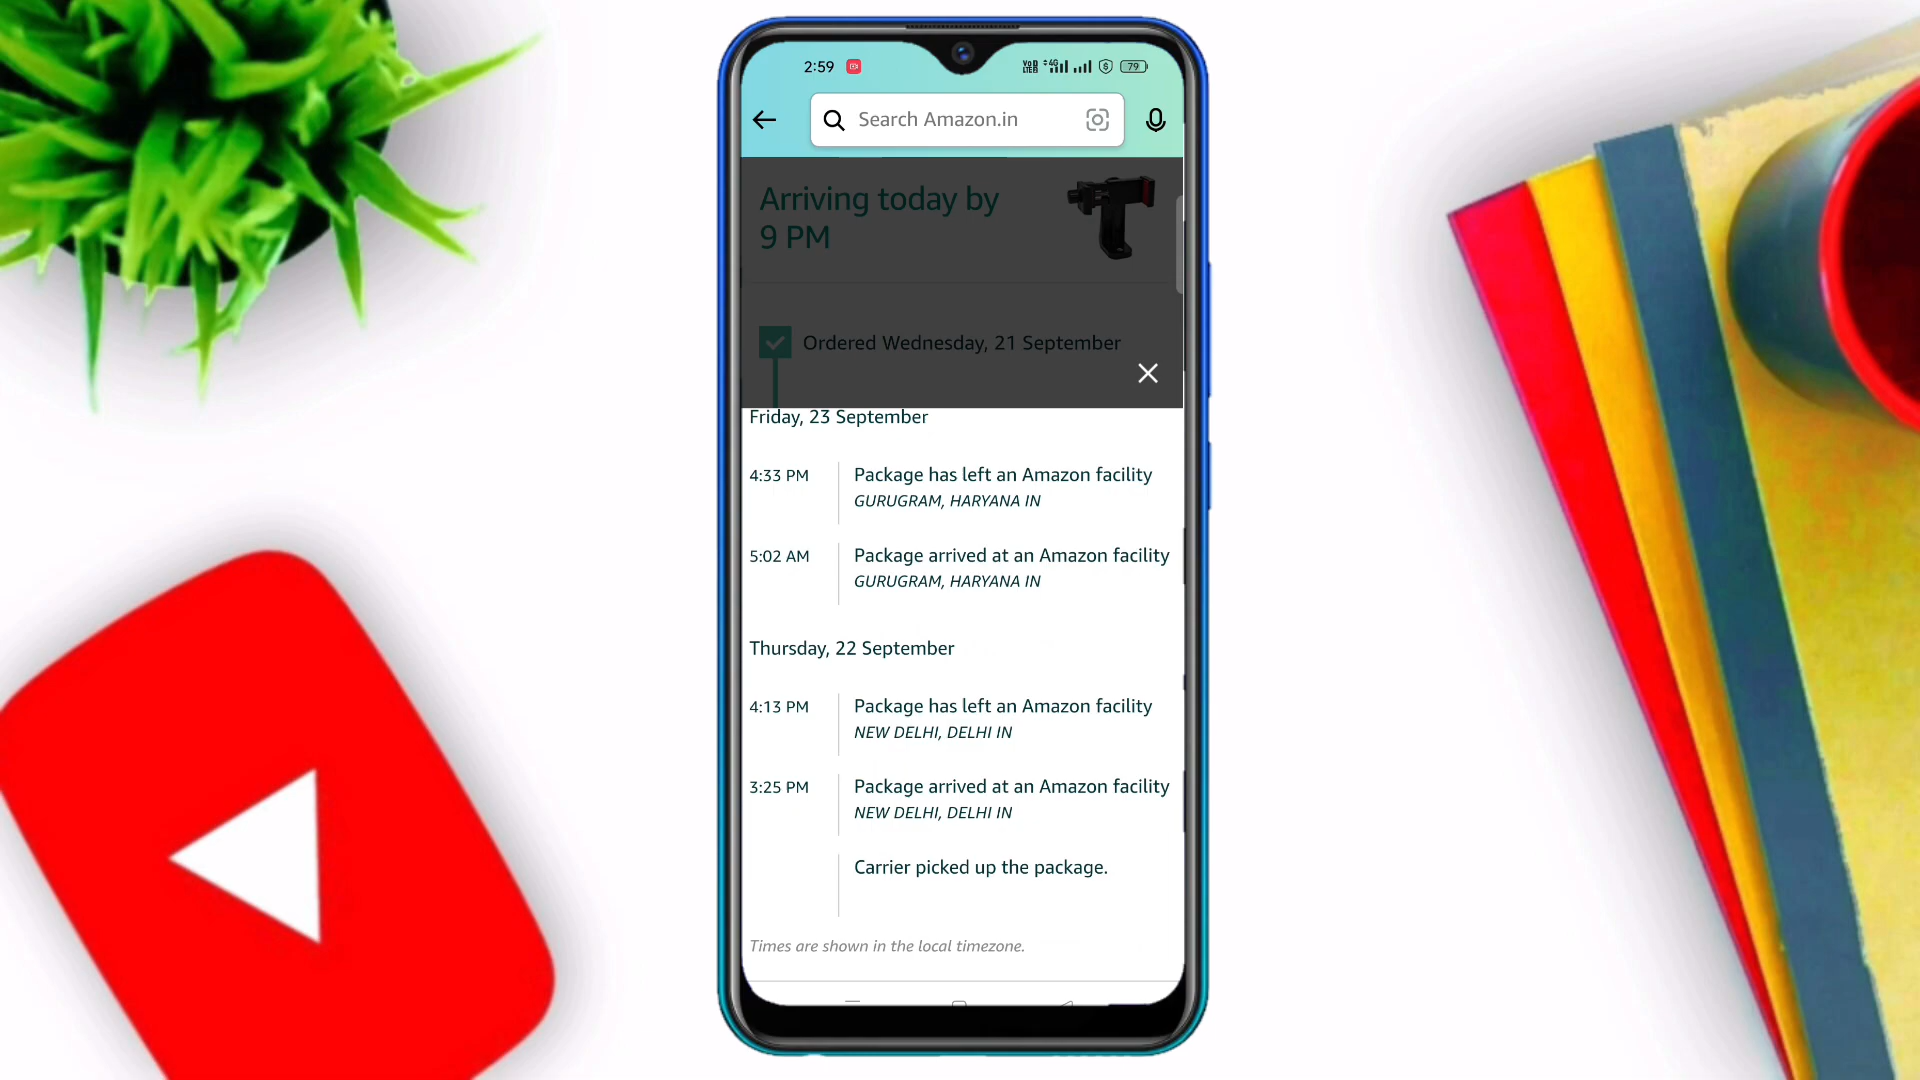 2:59
VoD LTE 4G
79
Search Amazon.in
Arriving today by
9 PM
Ordered Wednesday, 21 September
Friday, 23 September
4:33 PM
Package has left an Amazon facility
GURUGRAM, HARYANA IN
5:02 AM
Package arrived at an Amazon facility
GURUGRAM, HARYANA IN
Thursday, 22 September
4:13 PM
Package has left an Amazon facility
NEW DELHI, DELHI IN
3:25 PM
Package arrived at an Amazon facility
NEW DELHI, DELHI IN
Carrier picked up the package.
Times are shown in the local timezone.